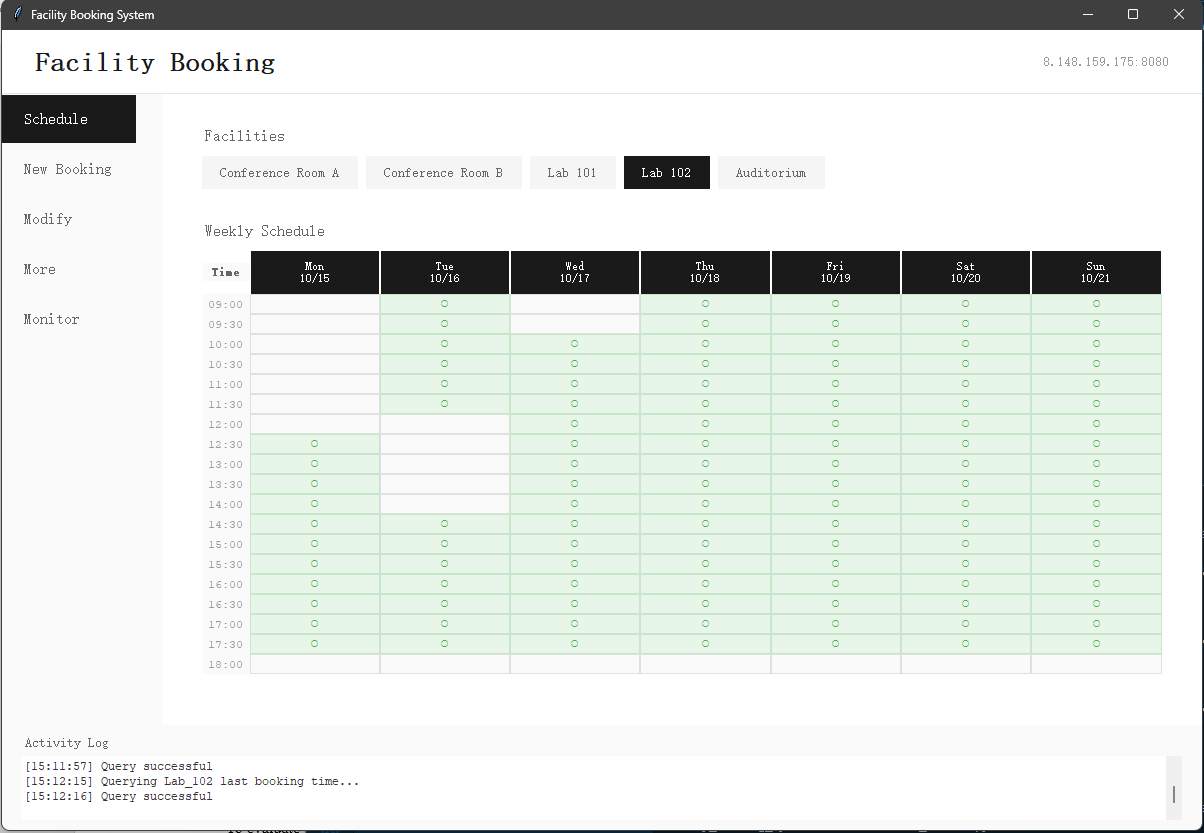 Facility Booking System
Facility Booking
8.148.159.175:8080
Schedule
New Booking
Modify
More
Monitor
Facilities
Conference Room A Conference Room B Lab 101 Lab 102 Auditorium
Weekly Schedule
Time Mon 10/15 Tue 10/16 Wed 10/17 Thu 10/18 Fri 10/19 Sat 10/20 Sun 10/21
09:00
09:30
10:00
10:30
11:00
11:30
12:00
12:30
13:00
13:30
14:00
14:30
15:00
15:30
16:00
16:30
17:00
17:30
18:00
Activity Log
[15:11:57] Query successful
[15:12:15] Querying Lab_102 last booking time...
[15:12:16] Query successful